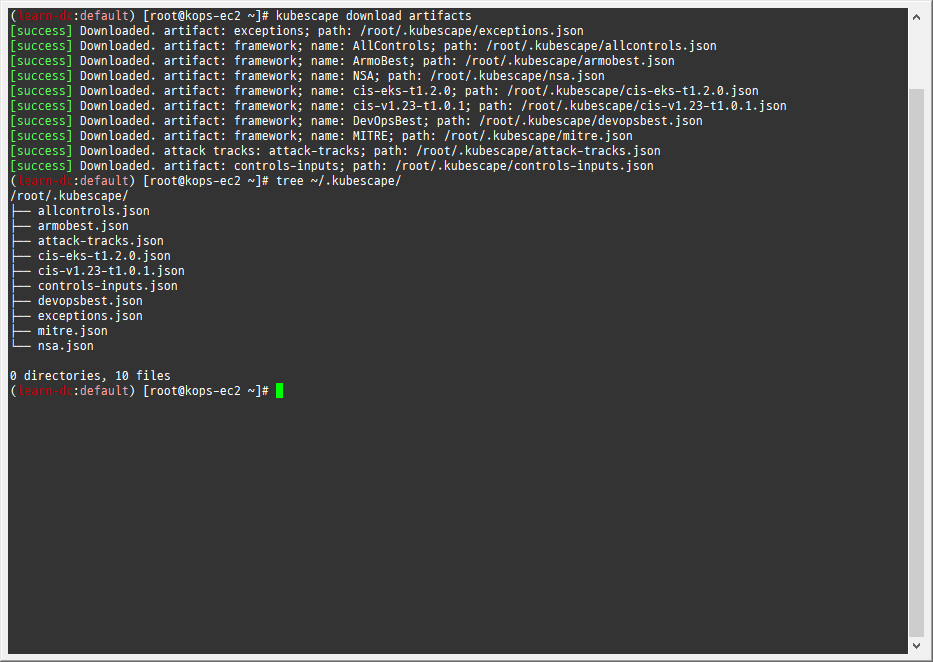 (learn-dt:default) [root@kops-ec2 ~]# kubescape download artifacts
[success] Downloaded. artifact: exceptions; path: /root/.kubescape/exceptions.json
[success] Downloaded. artifact: framework; name: AllControls; path: /root/.kubescape/allcontrols.json
[success] Downloaded. artifact: framework; name: ArmoBest; path: /root/.kubescape/armobest.json
[success] Downloaded. artifact: framework; name: NSA; path: /root/.kubescape/nsa.json
[success] Downloaded. artifact: framework; name: cis-eks-t1.2.0; path: /root/.kubescape/cis-eks-t1.2.0.json
[success] Downloaded. artifact: framework; name: cis-v1.23-t1.0.1; path: /root/.kubescape/cis-v1.23-t1.0.1.json
[success] Downloaded. artifact: framework; name: DevOpsBest; path: /root/.kubescape/devopsbest.json
[success] Downloaded. artifact: framework; name: MITRE; path: /root/.kubescape/mitre.json
[success] Downloaded. attack tracks: attack-tracks; path: /root/.kubescape/attack-tracks.json
[success] Downloaded. artifact: controls-inputs; path: /root/.kubescape/controls-inputs.json
(learn-dt:default) [root@kops-ec2 ~]# tree ~/.kubescape/
/root/.kubescape/
├── allcontrols.json
├── armobest.json
├── attack-tracks.json
├── cis-eks-t1.2.0.json
├── cis-v1.23-t1.0.1.json
├── controls-inputs.json
├── devopsbest.json
├── exceptions.json
├── mitre.json
└── nsa.json

0 directories, 10 files
(learn-dt:default) [root@kops-ec2 ~]#